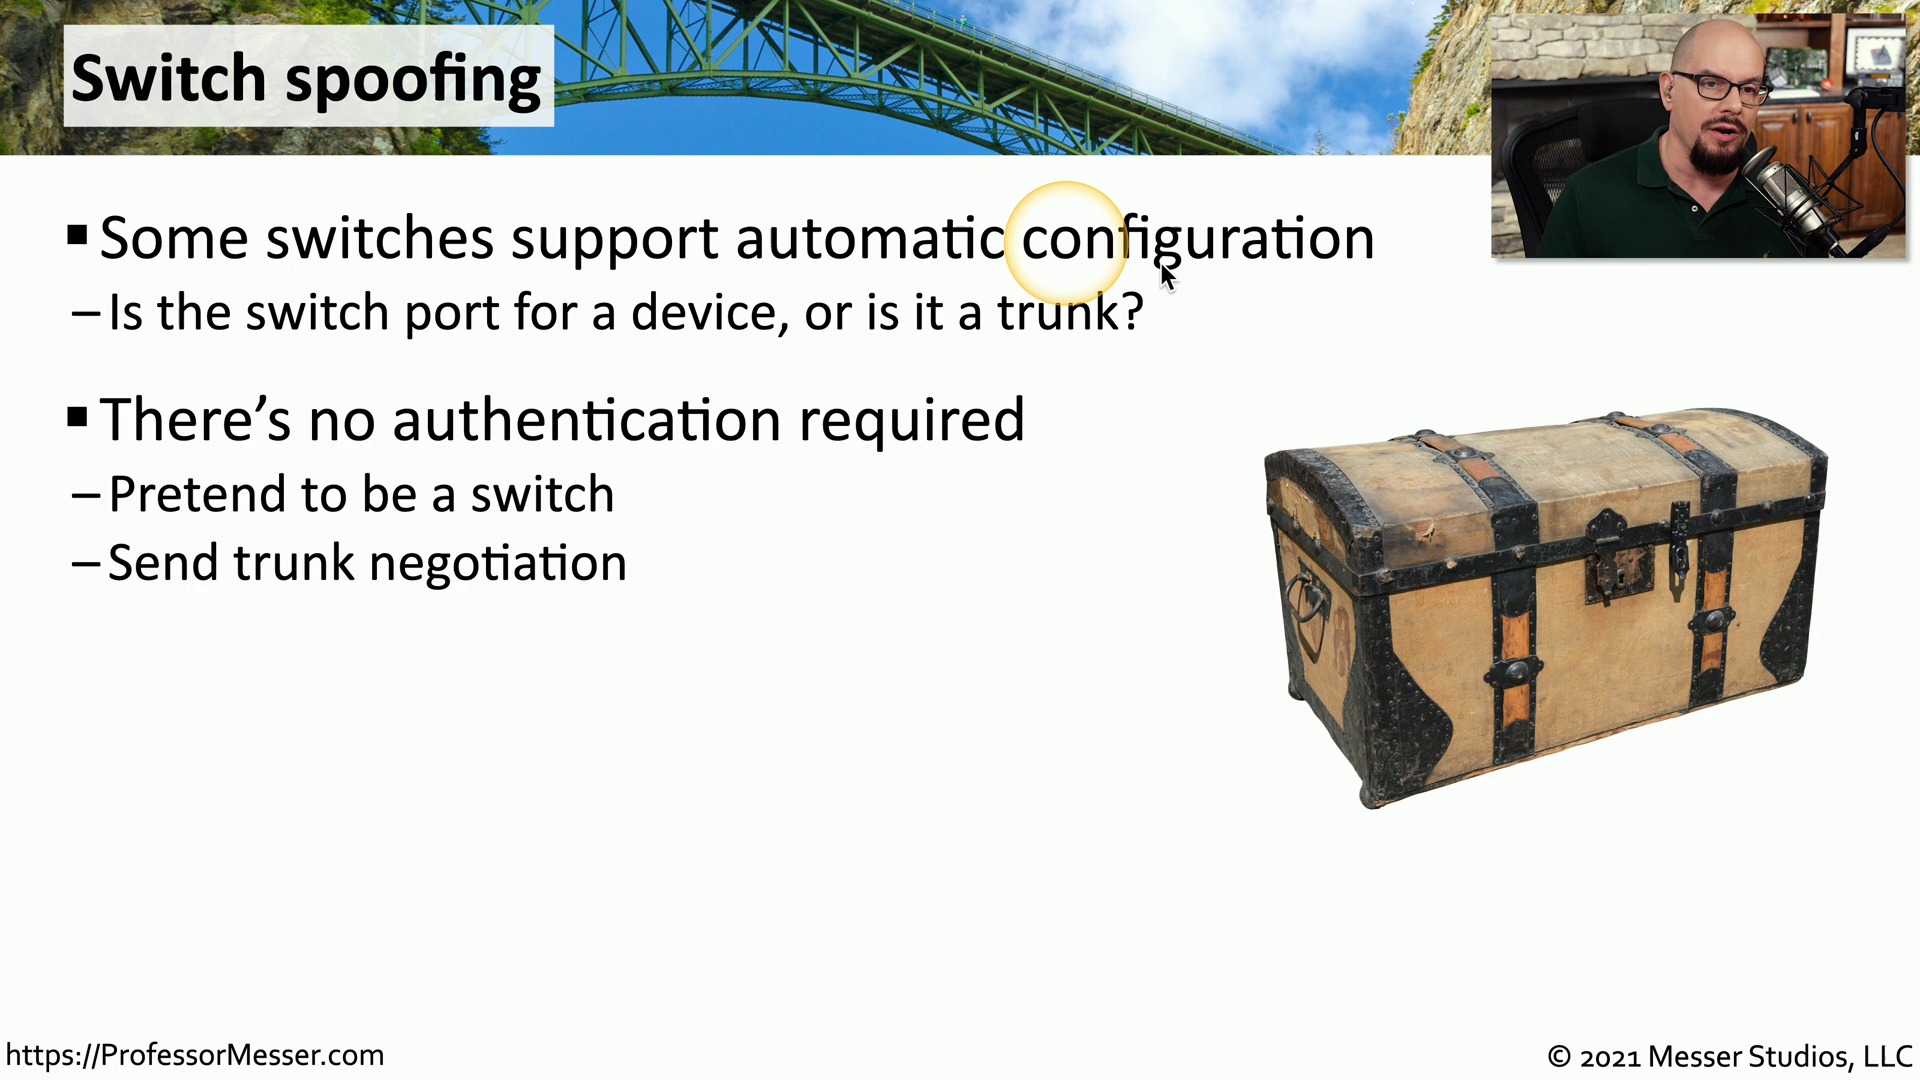 Switch spoofing
▪ Some switches support automatic configuration
– Is the switch port for a device, or is it a trunk?
▪ There’s no authentication required
– Pretend to be a switch
– Send trunk negotiation
https://ProfessorMesser.com
© 2021 Messer Studios, LLC